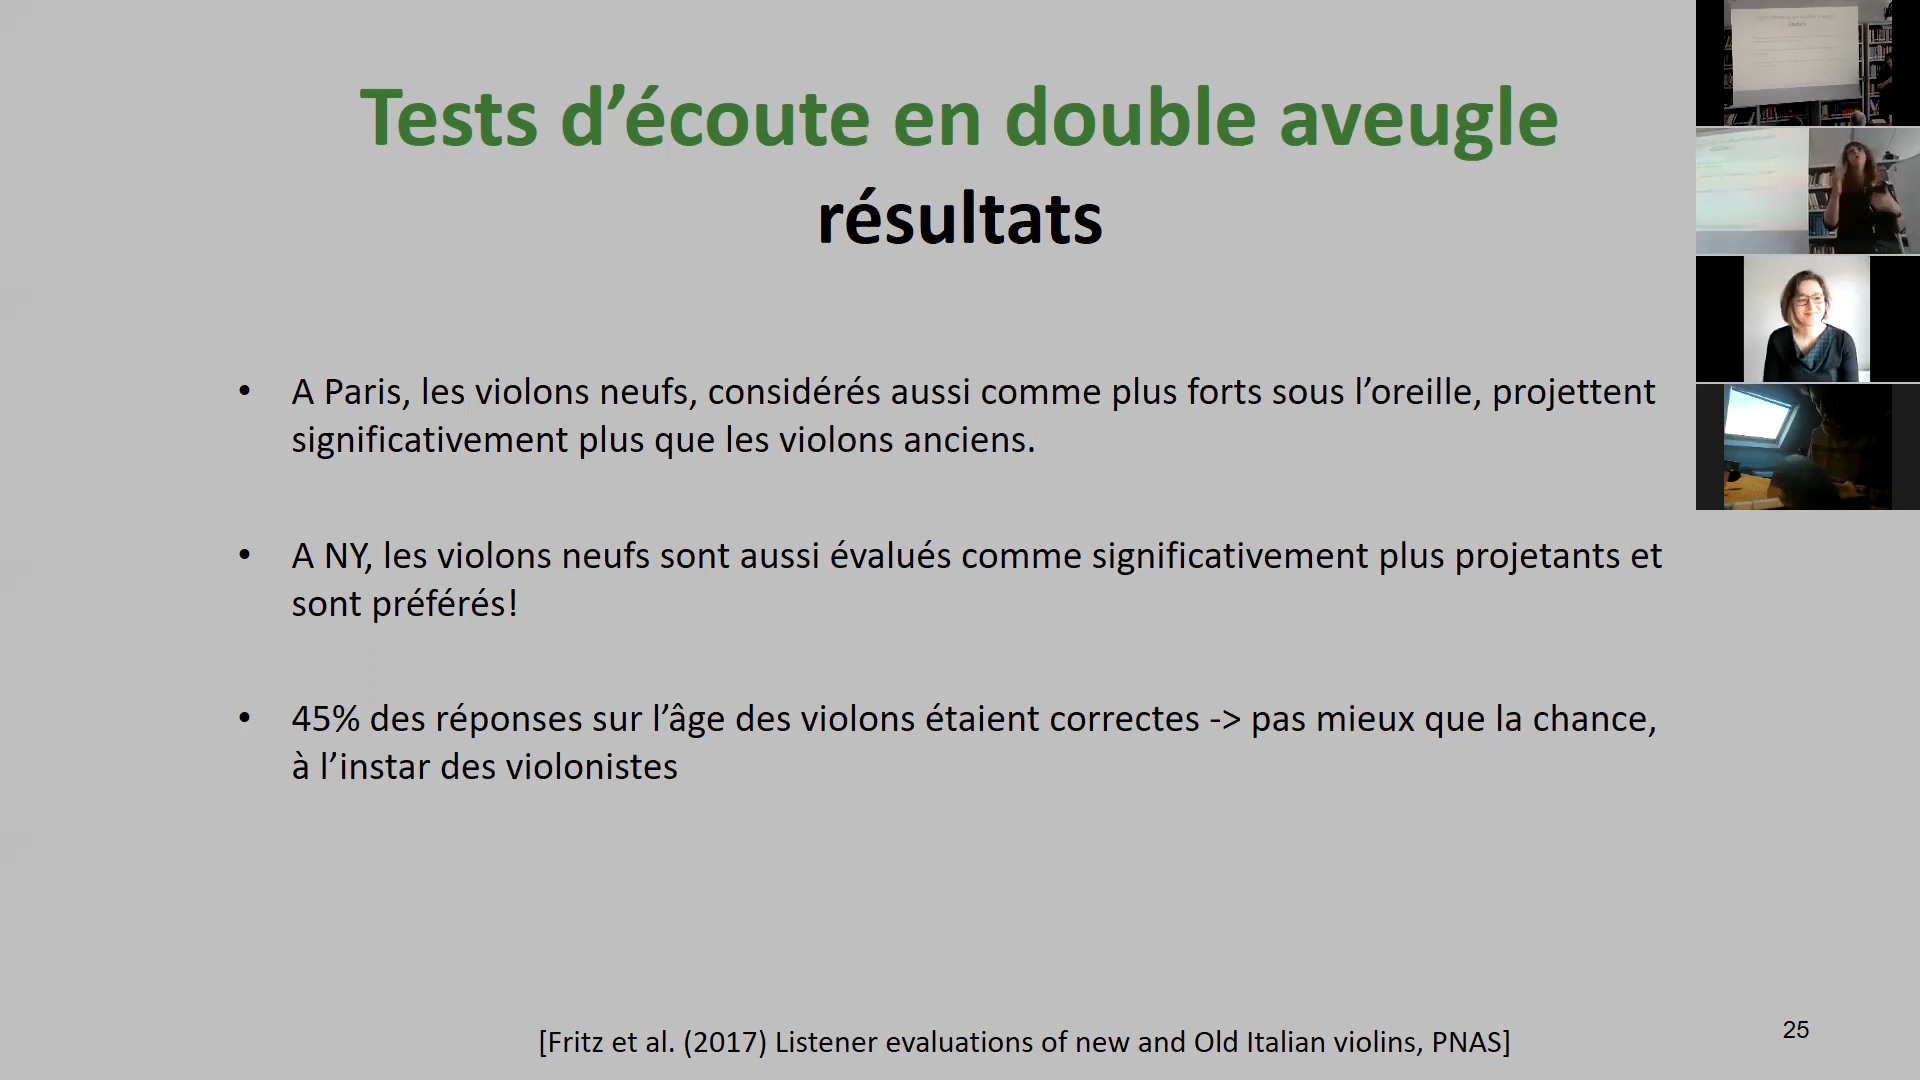 Tests d’écoute en double aveugle
résultats
• A Paris, les violons neufs, considérés aussi comme plus forts sous l’oreille, projettent
significativement plus que les violons anciens.
• A NY, les violons neufs sont aussi évalués comme significativement plus projetants et
sont préférés!
• 45% des réponses sur l’âge des violons étaient correctes -> pas mieux que la chance,
à l’instar des violonistes
[Fritz et al. (2017) Listener evaluations of new and Old Italian violins, PNAS]
25